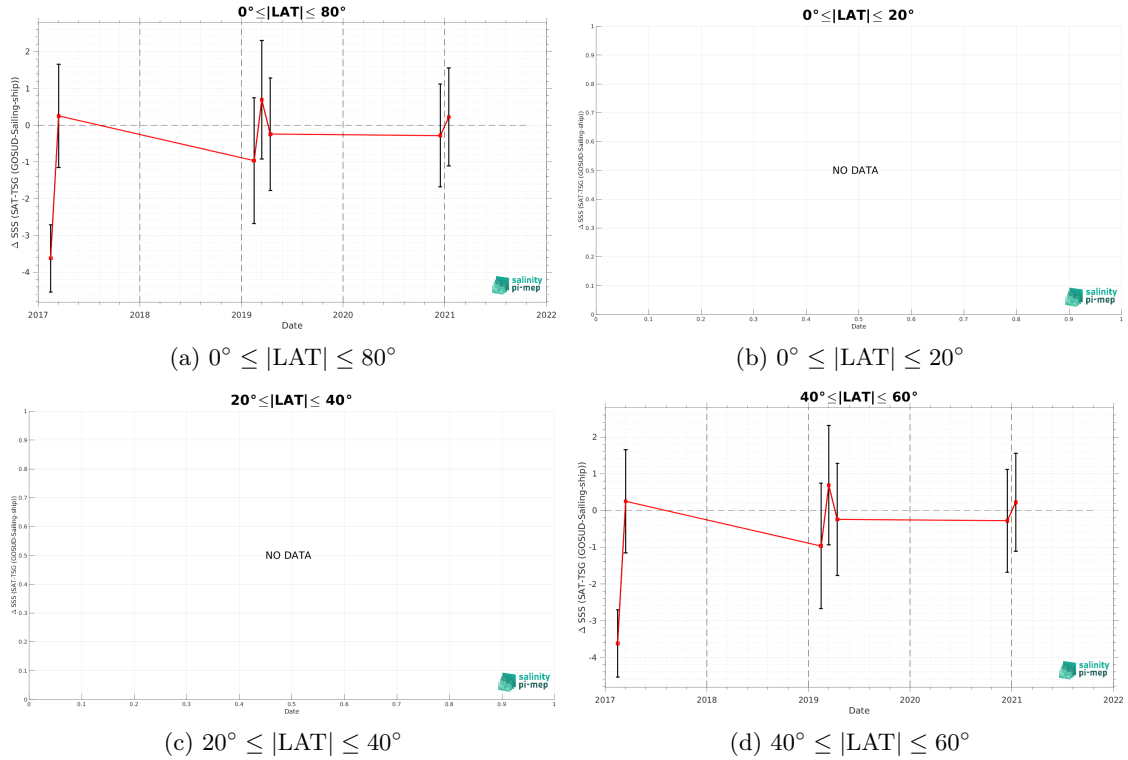 0°≤|LAT|≤ 80°
Δ SSS (SAT-TSG (GOSUD-Sailing-ship))
2
1
0
-1
-2
-3
-4
2017 2018 2019 2020 2021 2022
Date
salinity
pi-mep
(a) 0° ≤ |LAT| ≤ 80°
0°≤|LAT|≤ 20°
Δ SSS (SAT-TSG (GOSUD-Sailing-ship))
1
0.9
0.8
0.7
0.6
0.5
0.4
0.3
0.2
0.1
0
NO DATA
0 0.1 0.2 0.3 0.4 0.5 0.6 0.7 0.8 0.9 1
Date
salinity
pi-mep
(b) 0° ≤ |LAT| ≤ 20°
20°≤|LAT|≤ 40°
Δ SSS (SAT-TSG (GOSUD-Sailing-ship))
1
0.9
0.8
0.7
0.6
0.5
0.4
0.3
0.2
0.1
0
NO DATA
0 0.1 0.2 0.3 0.4 0.5 0.6 0.7 0.8 0.9 1
Date
salinity
pi-mep
(c) 20° ≤ |LAT| ≤ 40°
40°≤|LAT|≤ 60°
Δ SSS (SAT-TSG (GOSUD-Sailing-ship))
2
1
0
-1
-2
-3
-4
2017 2018 2019 2020 2021 2022
Date
salinity
pi-mep
(d) 40° ≤ |LAT| ≤ 60°